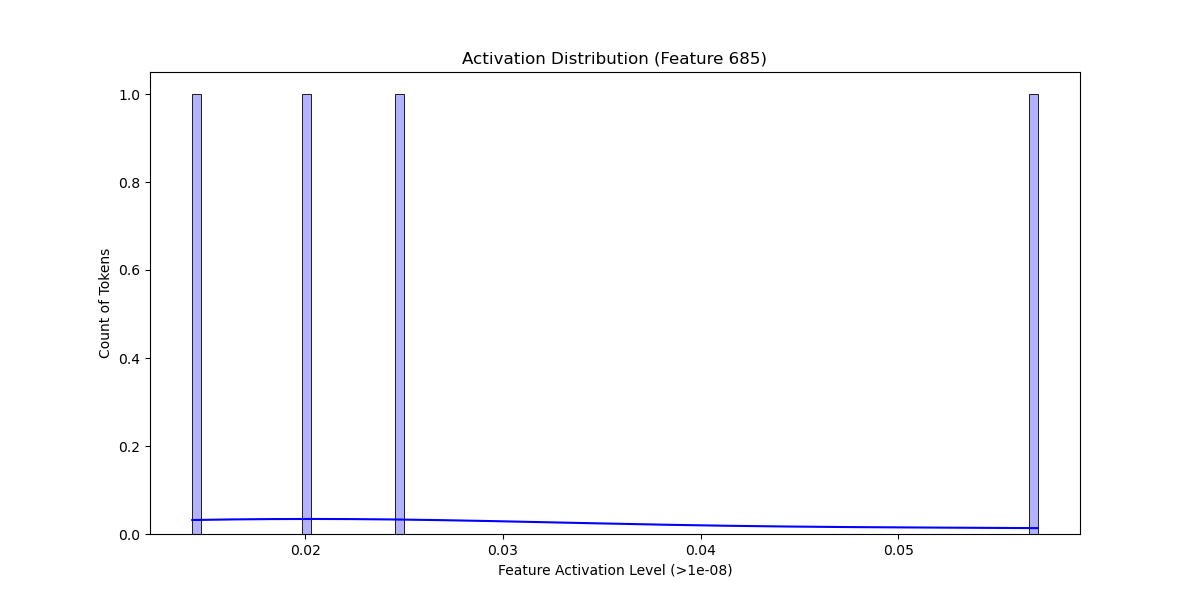 Activation Distribution (Feature 685)
1.0
0.8
0.6
0.4
0.2
0.0
Count of Tokens
0.02 0.03 0.04 0.05
Feature Activation Level (>1e-08)